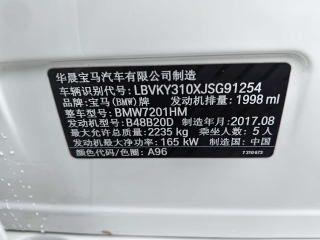 华晨宝马汽车有限公司制造
车辆识别代号: LBVKY310XJSG91254
品牌: 宝马(BMW)牌 发动机排量: 1998 ml
整车型号: BMW7201HM
发动机型号: B48B20D 制造年月: 2017.08
最大允许总质量: 2235 kg 乘坐人数: 5 人
发动机最大净功率: 165 kW 制造国: 中国
颜色代码/色圈: A96
7310873